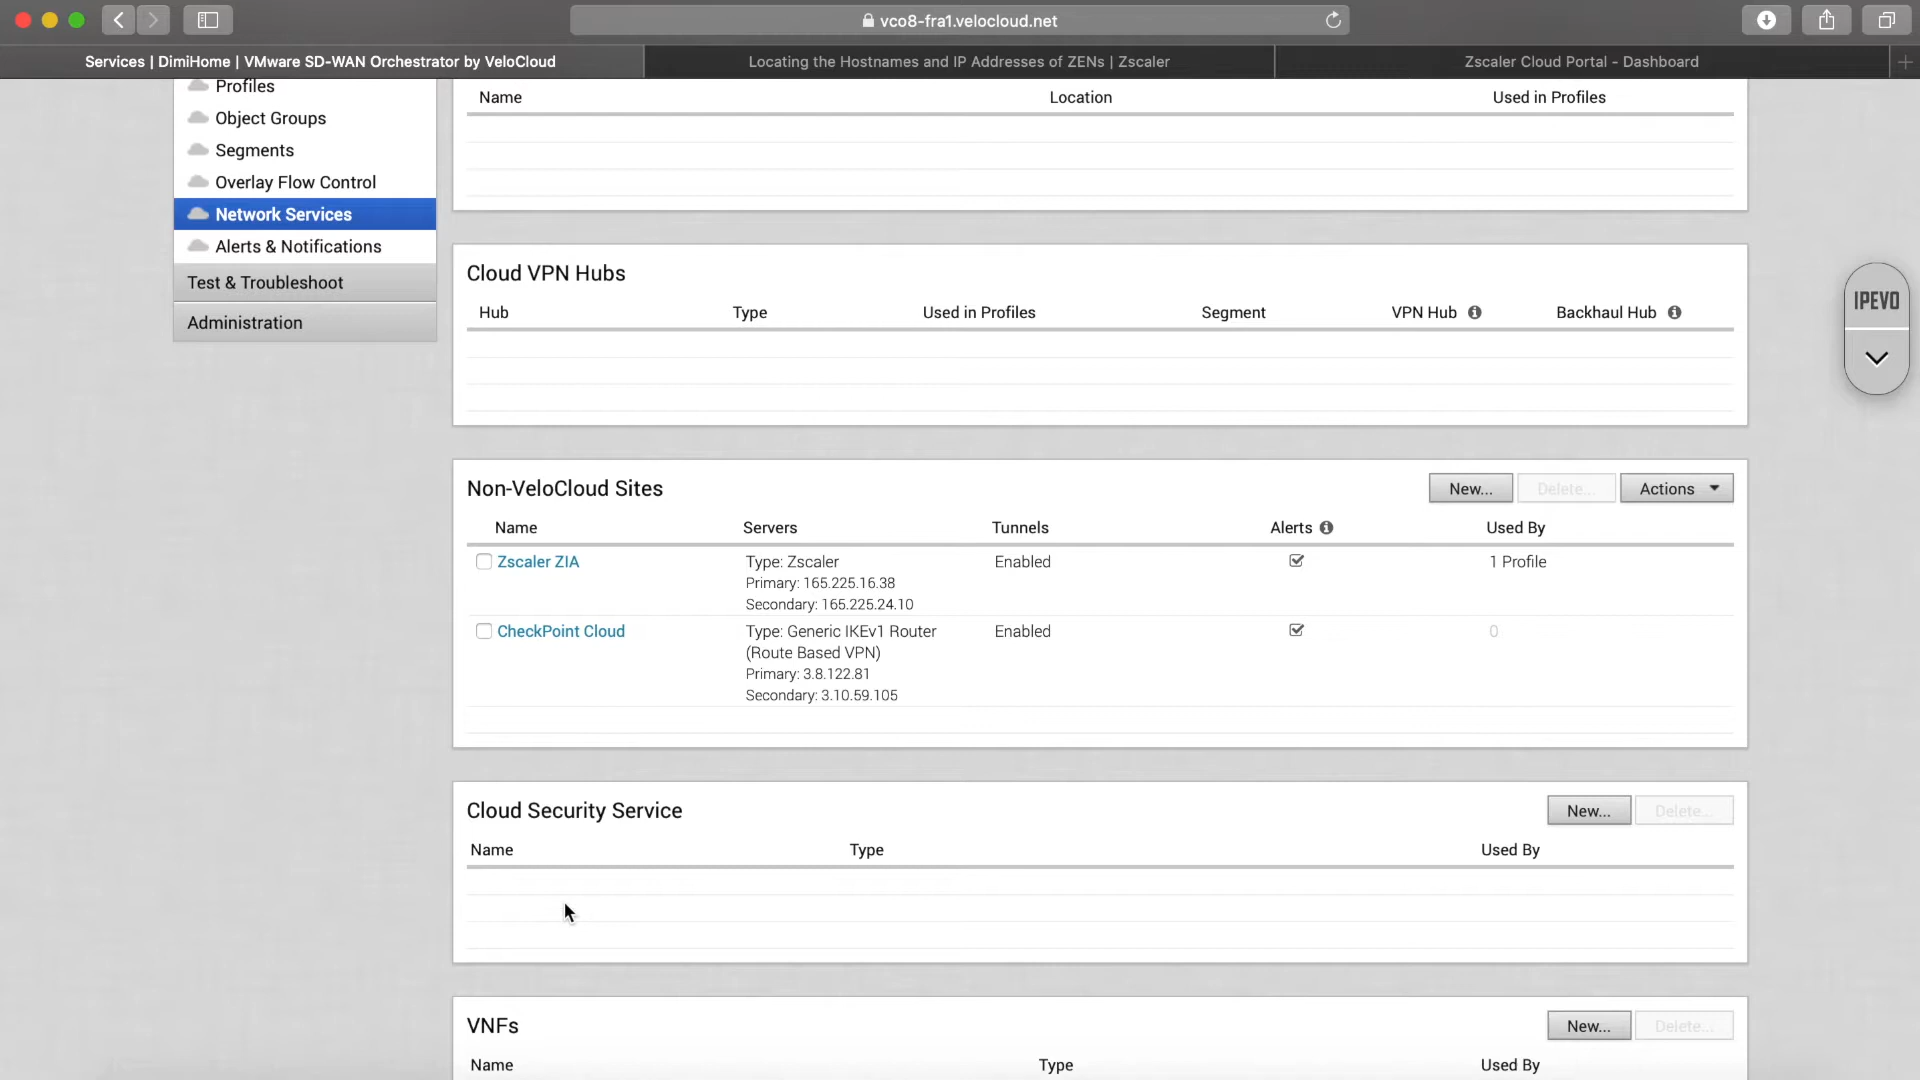 vco8-fra1.velocloud.net
Services | DimiHome | VMware SD-WAN Orchestrator by VeloCloud
Locating the Hostnames and IP Addresses of ZENs | Zscaler
Zscaler Cloud Portal - Dashboard
Profiles
Object Groups
Segments
Overlay Flow Control
Network Services
Alerts & Notifications
Test & Troubleshoot
Administration
Name Location Used in Profiles
Cloud VPN Hubs
Hub Type Used in Profiles Segment VPN Hub Backhaul Hub
IPEVO
Non-VeloCloud Sites New... Delete... Actions
Name Servers Tunnels Alerts Used By
Zscaler ZIA Type: Zscaler Enabled 1 Profile
Primary: 165.225.16.38
Secondary: 165.225.24.10
CheckPoint Cloud Type: Generic IKEv1 Router Enabled 0
(Route Based VPN)
Primary: 3.8.122.81
Secondary: 3.10.59.105
Cloud Security Service New... Delete...
Name Type Used By
VNFs New... Delete...
Name Type Used By